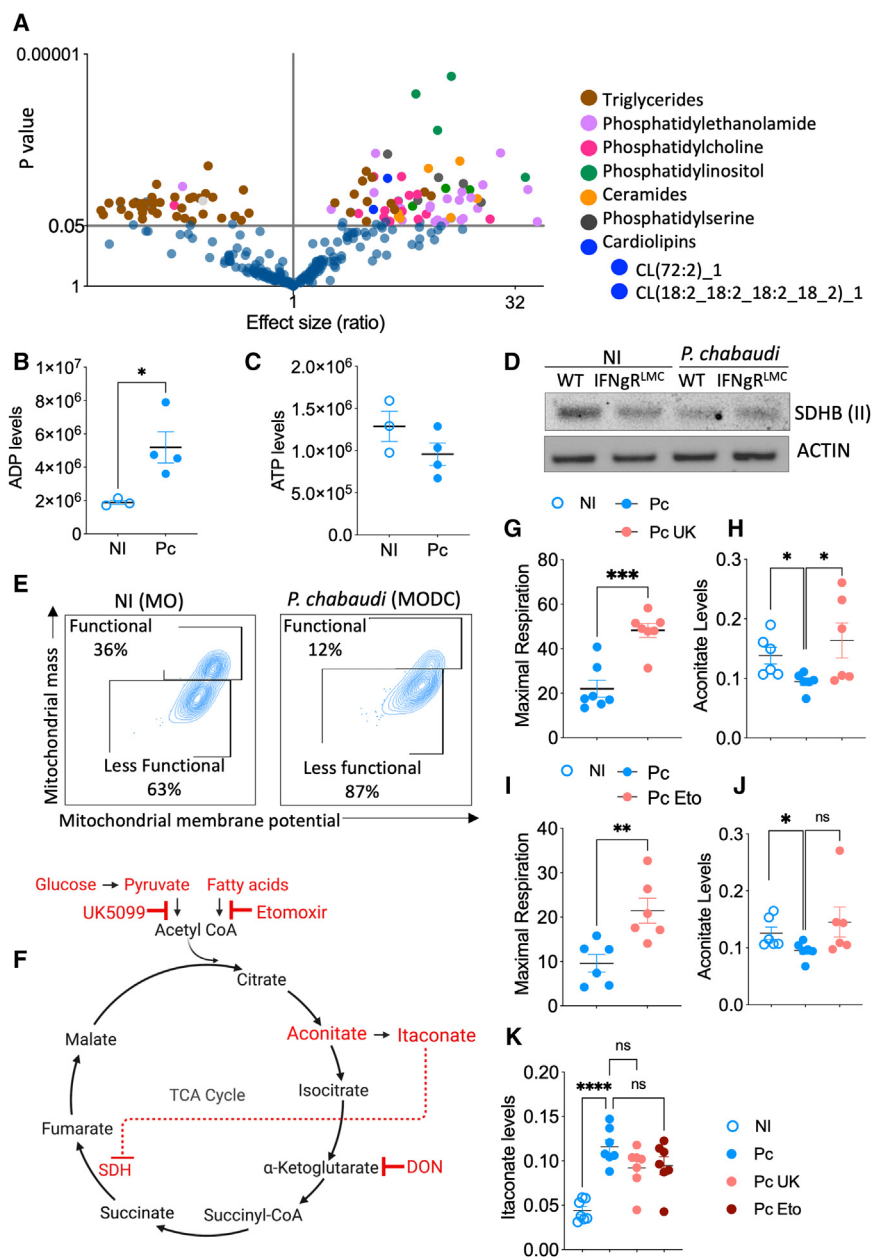 A
0.00001
P value
0.05
1
1
32
Effect size (ratio)
Triglycerides
Phosphatidylethanolamide
Phosphatidylcholine
Phosphatidylinositol
Ceramides
Phosphatidylserine
Cardiolipins
CL(72:2)_1
CL(18:2_18:2_18:2_18_2)_1
B
ADP levels
1×10⁷
8×10⁶
6×10⁶
4×10⁶
2×10⁶
0
*
NI Pc
C
ATP levels
2.0×10⁶
1.5×10⁶
1.0×10⁶
5.0×10⁵
0.0
NI Pc
D
NI P. chabaudi
WT IFNgRᴸᴹᶜ WT IFNgRᴸᴹᶜ
SDHB (II)
ACTIN
E
NI (MO)
Functional
36%
Less Functional
63%
P. chabaudi (MODC)
Functional
12%
Less functional
87%
Mitochondrial mass
Mitochondrial membrane potential
NI Pc
Pc UK
G
Maximal Respiration
80
60
40
20
0
***
H
Aconitate Levels
0.3
0.2
0.1
0.0
* *
NI Pc
Pc Eto
I
Maximal Respiration
40
30
20
10
0
**
J
Aconitate Levels
0.3
0.2
0.1
0.0
* ns
F
Glucose Pyruvate Fatty acids
UK5099 Etomoxir
Acetyl CoA
Citrate
Aconitate Itaconate
Isocitrate
α-Ketoglutarate DON
Succinyl-CoA
Succinate
SDH
Fumarate
Malate
TCA Cycle
K
Itaconate levels
0.20
0.15
0.10
0.05
0.00
ns
**** ns
NI
Pc
Pc UK
Pc Eto